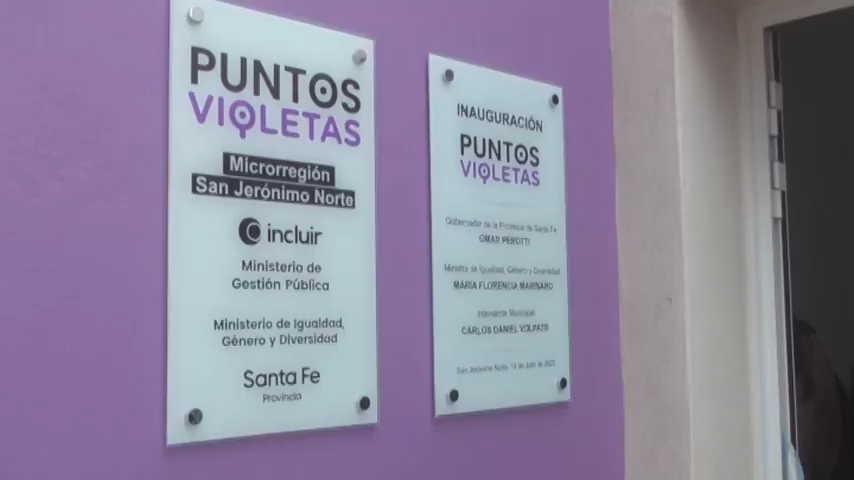 PUNTOS
VIOLETAS
Microrregión
San Jerónimo Norte
incluir
Ministerio de
Gestión Pública
Ministerio de Igualdad,
Género y Diversidad
Santa Fe
Provincia
INAUGURACIÓN
PUNTOS
VIOLETAS
Gobernador de la Provincia de Santa Fe
OMAR PEROTTI
Ministra de Igualdad, Género y Diversidad
MARÍA FLORENCIA MARINARO
Intendente Municipal
CARLOS DANIEL VOLPATO
San Jerónimo Norte, 14 de Julio de